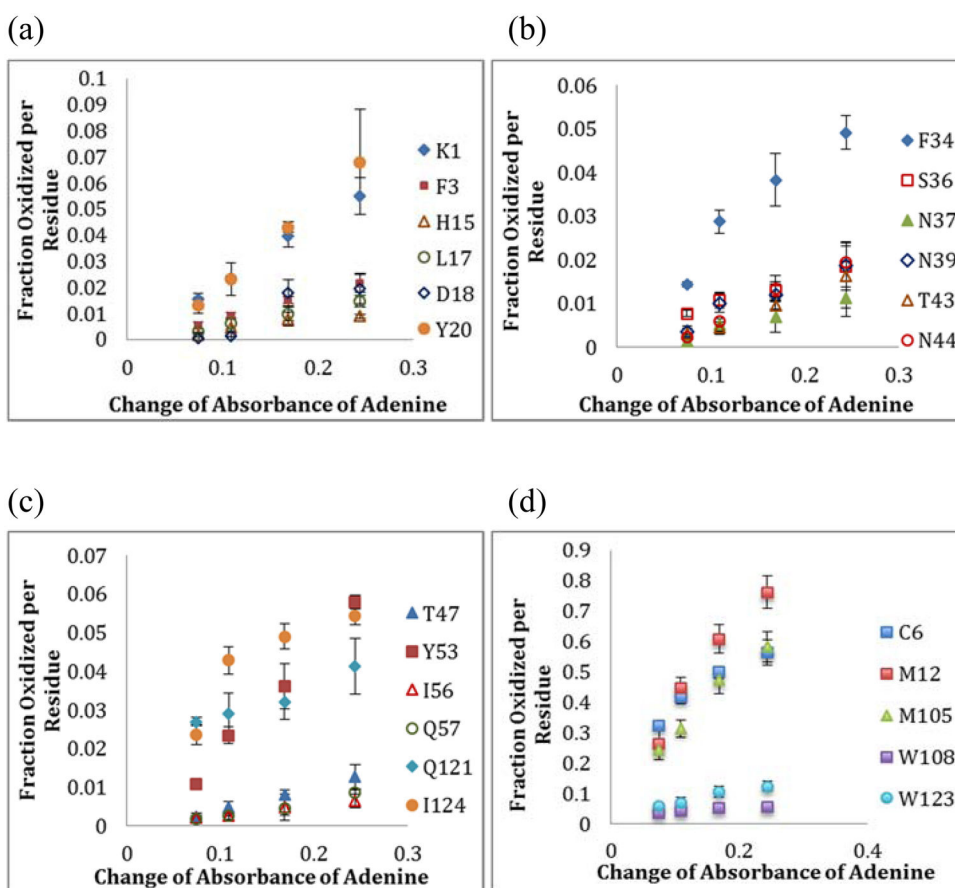 (a)
Fraction Oxidized per
Residue
0.1
0.09
0.08
0.07
0.06
0.05
0.04
0.03
0.02
0.01
0
0
0.1
0.2
0.3
Change of Absorbance of Adenine
K1
F3
H15
L17
D18
Y20
(b)
Fraction Oxidized per
Residue
0.06
0.05
0.04
0.03
0.02
0.01
0
0
0.1
0.2
0.3
Change of Absorbance of Adenine
F34
S36
N37
N39
T43
N44
(c)
Fraction Oxidized per
Residue
0.07
0.06
0.05
0.04
0.03
0.02
0.01
0
0
0.1
0.2
0.3
Change of Absorbance of Adenine
T47
Y53
I56
Q57
Q121
I124
(d)
Fraction Oxidized per
Residue
0.9
0.8
0.7
0.6
0.5
0.4
0.3
0.2
0.1
0
0
0.2
0.4
Change of Absorbance of Adenine
C6
M12
M105
W108
W123